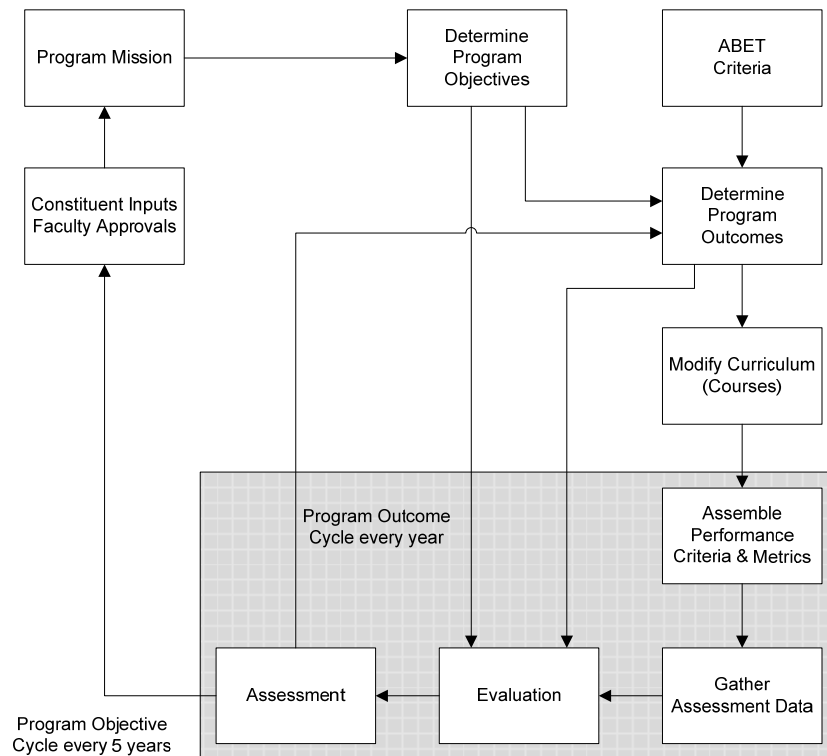 Program Mission
Determine
Program
Objectives
ABET
Criteria
Constituent Inputs
Faculty Approvals
Determine
Program
Outcomes
Modify Curriculum
(Courses)
Program Outcome
Cycle every year
Assemble
Performance
Criteria & Metrics
Assessment
Evaluation
Gather
Assessment Data
Program Objective
Cycle every 5 years